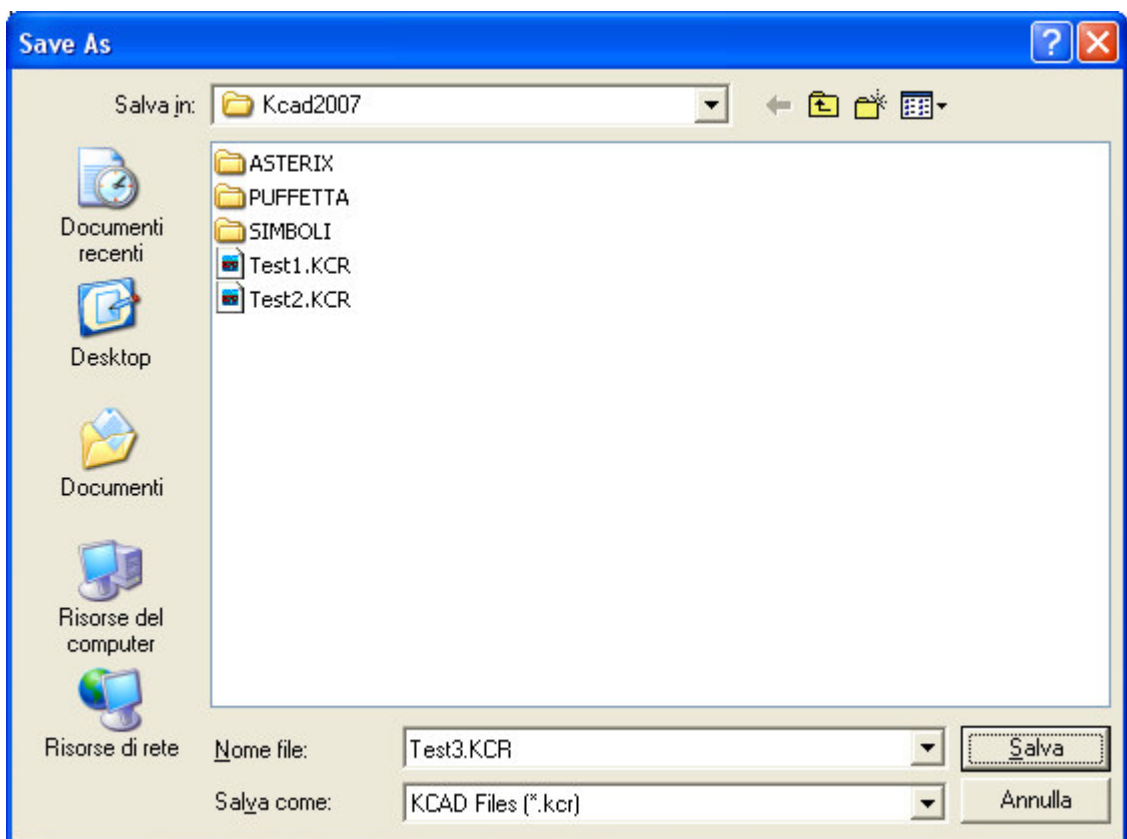 Save As
Salva in:
Kcad2007
Documenti
recenti
Desktop
Documenti
Risorse del
computer
Risorse di rete
ASTERIX
PUFFETTA
SIMBOLI
Test1.KCR
Test2.KCR
Nome file:
Test3.KCR
Salva
Salva come:
KCAD Files (*.kcr)
Annulla